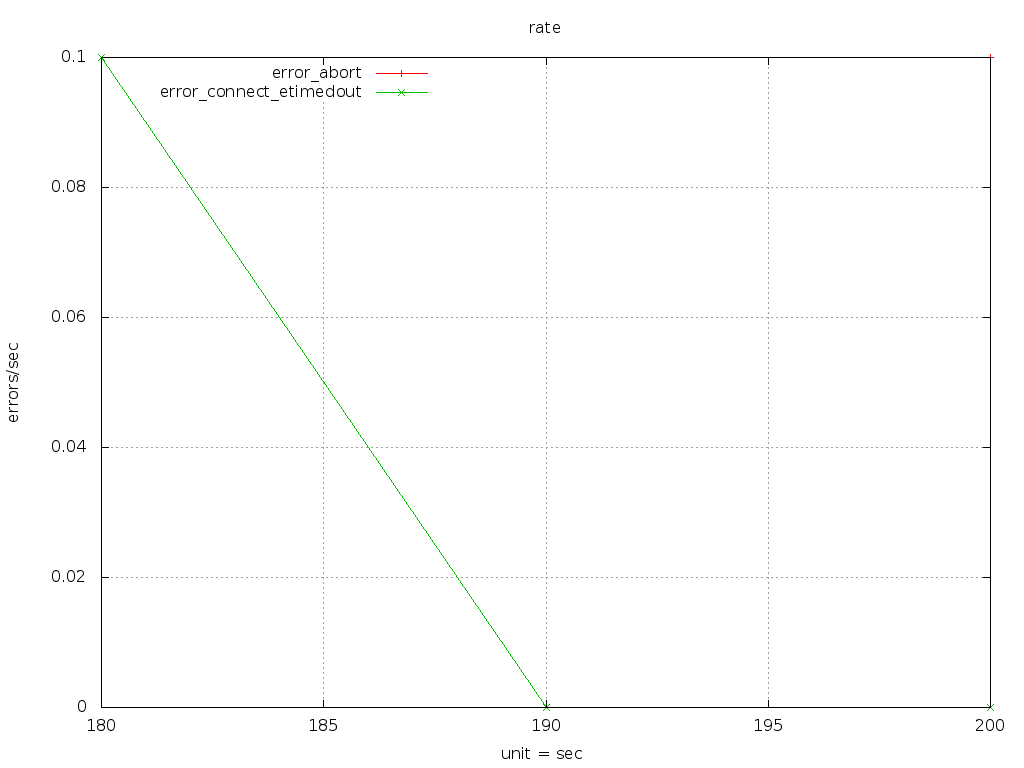 rate
error_abort
error_connect_etimedout
0.1
0.08
0.06
0.04
0.02
0
errors/sec
180 185 190 195 200
unit = sec